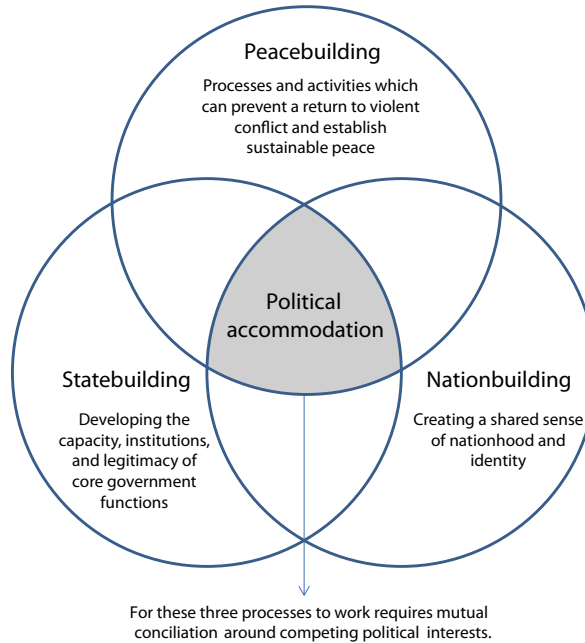 Peacebuilding
Processes and activities which
can prevent a return to violent
conflict and establish
sustainable peace
Political
accommodation
Statebuilding
Developing the
capacity, institutions,
and legitimacy of
core government
functions
Nationbuilding
Creating a shared sense
of nationhood and
identity
For these three processes to work requires mutual
conciliation around competing political interests.